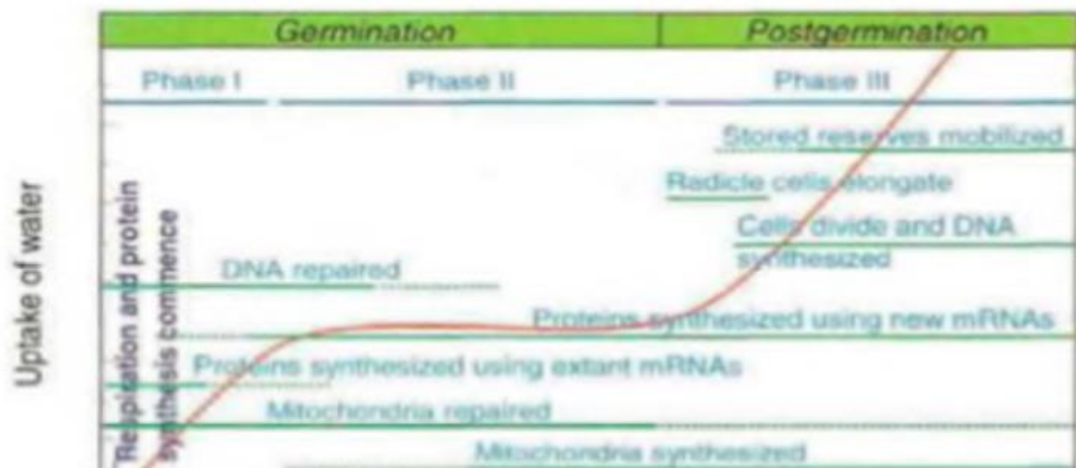 Germination Postgermination
Phase I Phase II Phase III
Stored reserves mobilized
Radicle cells elongate
Cells divide and DNA
synthesized
DNA repaired
Proteins synthesized using new mRNAs
Proteins synthesized using extant mRNAs
Mitochondria repaired
Mitochondria synthesized
Uptake of water
Respiration and protein
synthesis commence